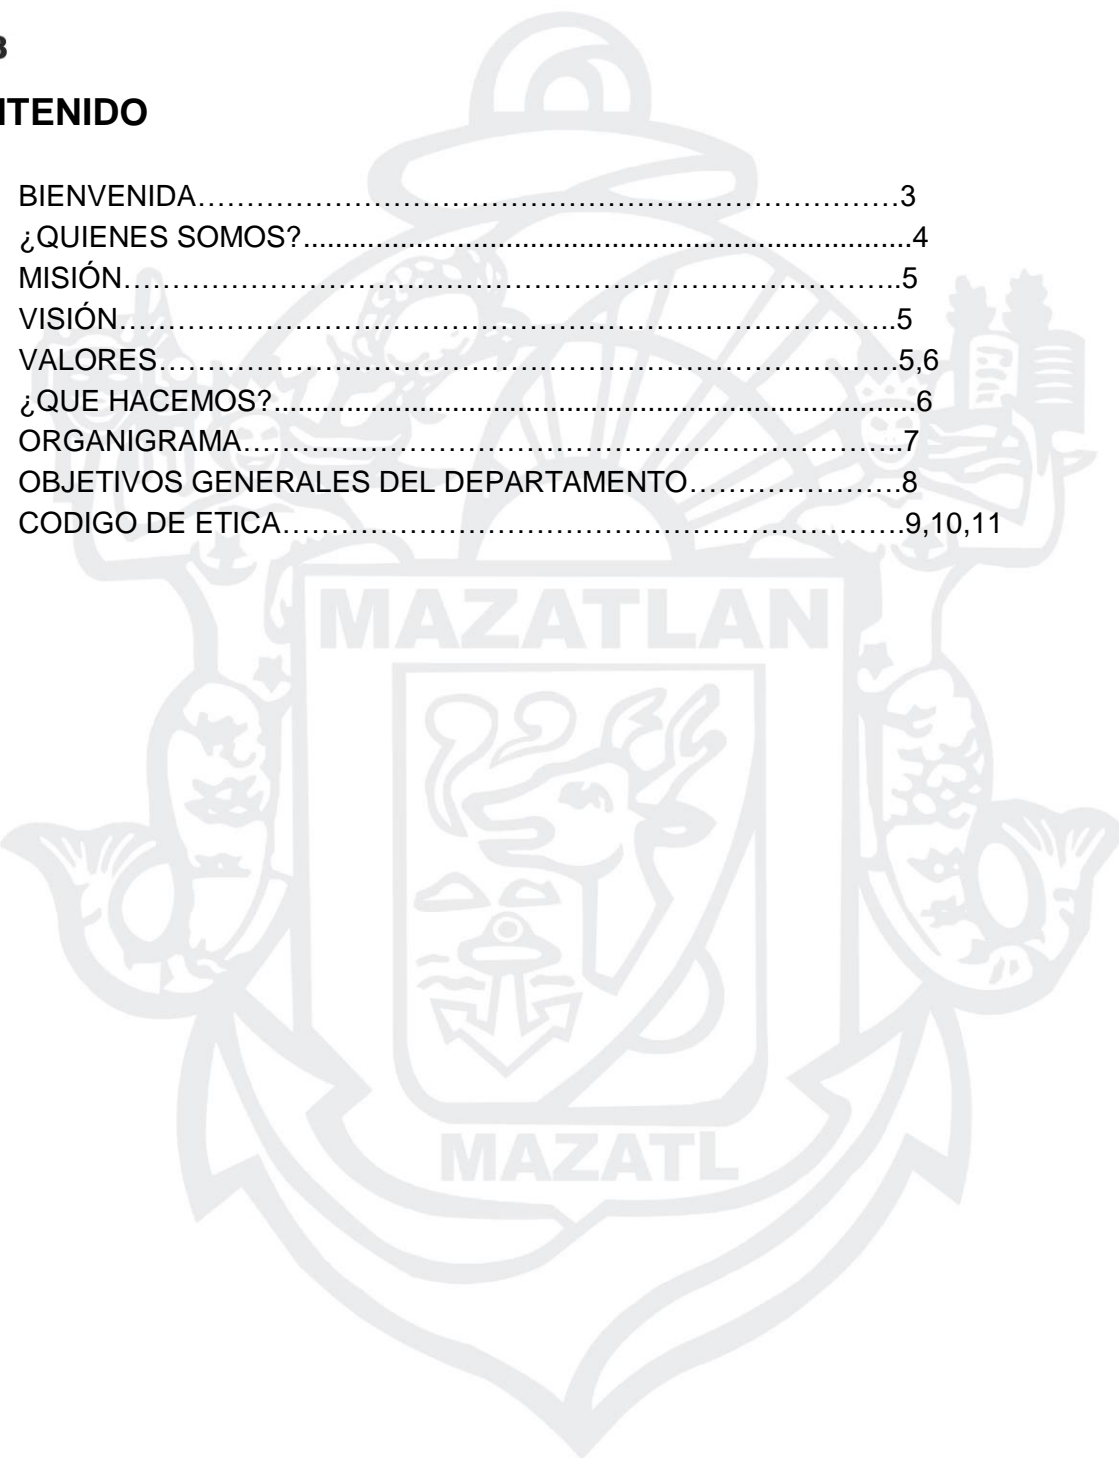 NTENIDO
BIENVENIDA………………………………………………………………3
¿QUIENES SOMOS?............................................................................4
MISIÓN……………………………………………………………………..5
VISIÓN……………………………………………………………………..5
VALORES…………………………………………………………………5,6
¿QUE HACEMOS?................................................................................6
ORGANIGRAMA…………………………………………………………..7
OBJETIVOS GENERALES DEL DEPARTAMENTO………………….8
CODIGO DE ETICA……………………………………………………….9,10,11
MAZATLAN
MAZATL